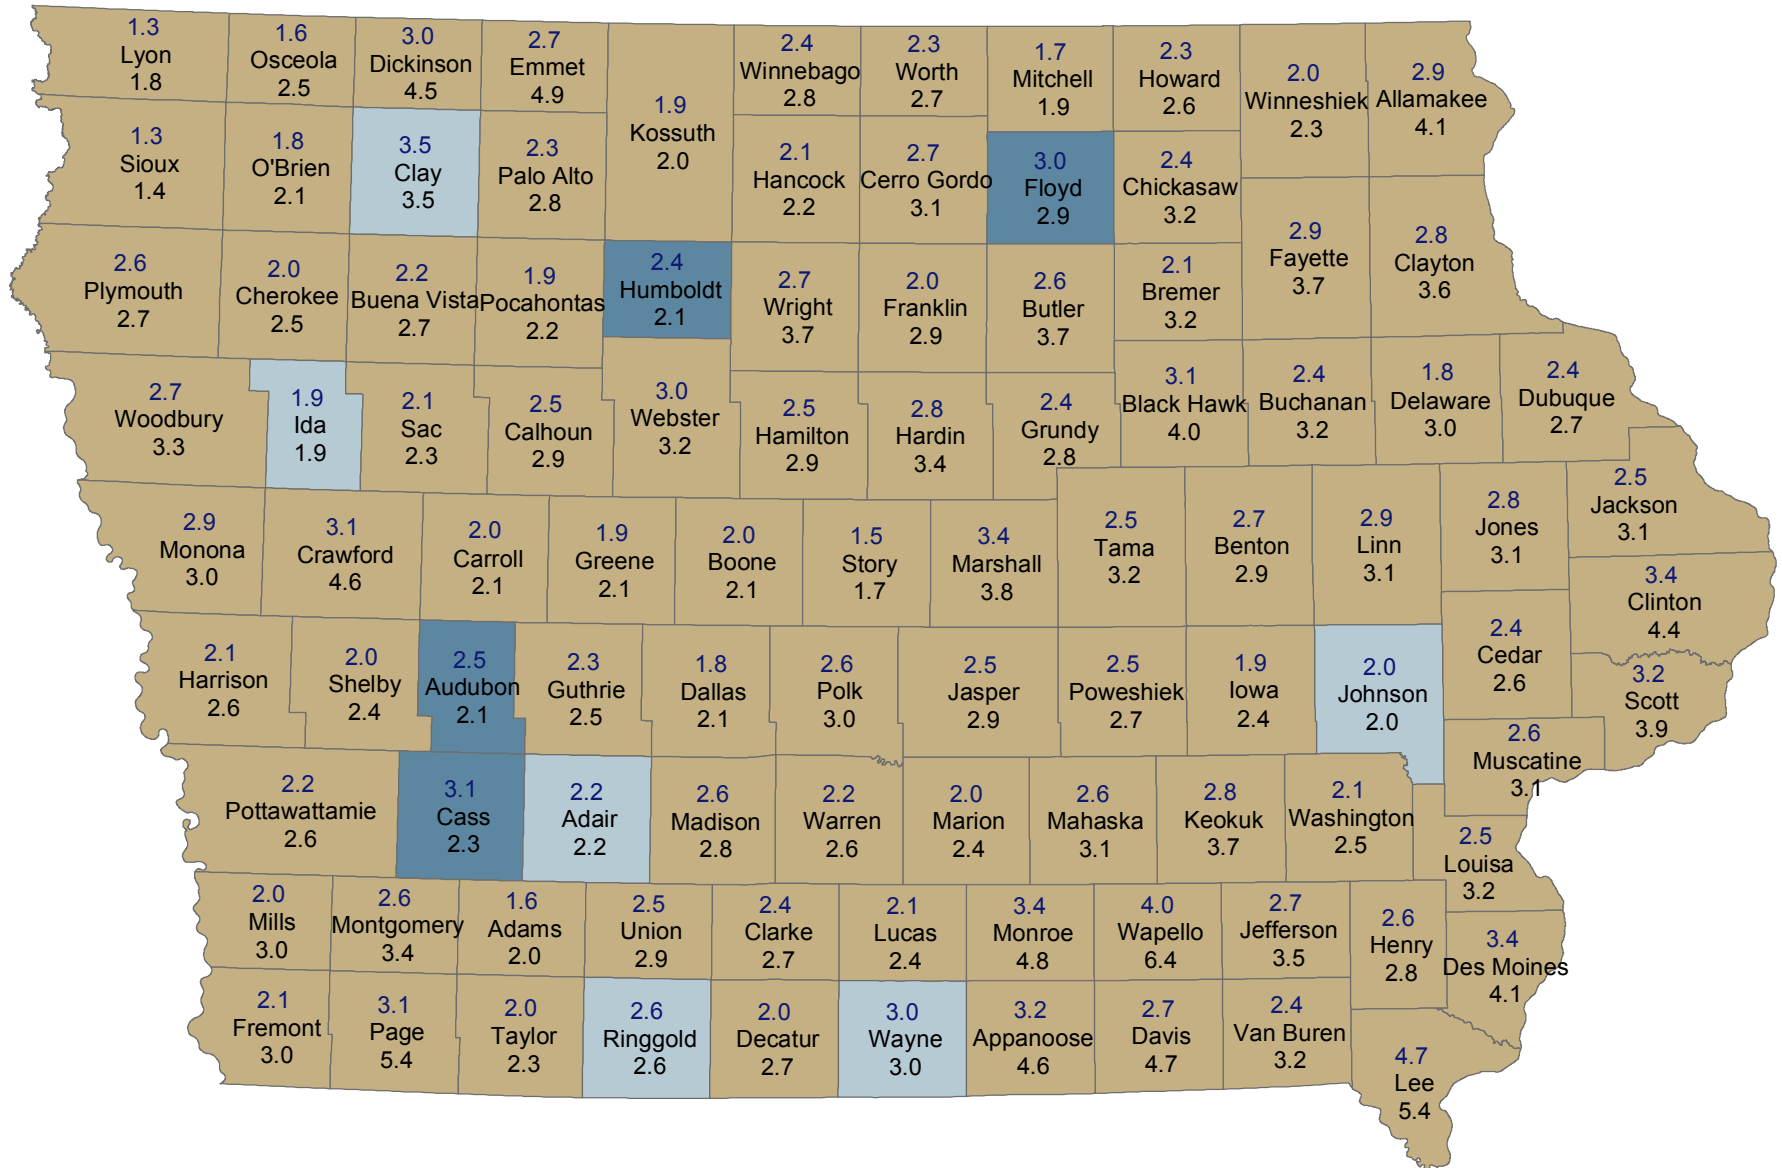 1.3
Lyon
1.8
1.6
Osceola
2.5
3.0
Dickinson
4.5
2.7
Emmet
4.9
1.9
Kossuth
2.0
2.4
Winnebago
2.8
2.3
Worth
2.7
1.7
Mitchell
1.9
2.3
Howard
2.6
2.0
Winneshiek
2.3
2.9
Allamakee
4.1
1.3
Sioux
1.4
1.8
O'Brien
2.1
3.5
Clay
3.5
2.3
Palo Alto
2.8
2.1
Hancock
2.2
2.7
Cerro Gordo
3.1
3.0
Floyd
2.9
2.4
Chickasaw
3.2
2.6
Plymouth
2.7
2.0
Cherokee
2.5
2.2
Buena Vista
2.7
1.9
Pocahontas
2.2
2.4
Humboldt
2.1
2.7
Wright
3.7
2.0
Franklin
2.9
2.6
Butler
3.7
2.1
Bremer
3.2
2.9
Fayette
3.7
2.8
Clayton
3.6
2.7
Woodbury
3.3
1.9
Ida
1.9
2.1
Sac
2.3
2.5
Calhoun
2.9
3.0
Webster
3.2
2.5
Hamilton
2.9
2.8
Hardin
3.4
2.4
Grundy
2.8
3.1
Black Hawk
4.0
2.4
Buchanan
3.2
1.8
Delaware
3.0
2.4
Dubuque
2.7
2.9
Monona
3.0
3.1
Crawford
4.6
2.0
Carroll
2.1
1.9
Greene
2.1
2.0
Boone
2.1
1.5
Story
1.7
3.4
Marshall
3.8
2.5
Tama
3.2
2.7
Benton
2.9
2.9
Linn
3.1
2.8
Jones
3.1
2.5
Jackson
3.1
3.4
Clinton
4.4
2.1
Harrison
2.6
2.0
Shelby
2.4
2.5
Audubon
2.1
2.3
Guthrie
2.5
1.8
Dallas
2.1
2.6
Polk
3.0
2.5
Jasper
2.9
2.5
Poweshiek
2.7
1.9
Iowa
2.4
2.0
Johnson
2.0
2.4
Cedar
2.6
3.2
Scott
3.9
2.6
Muscatine
3.1
2.2
Pottawattamie
2.6
3.1
Cass
2.3
2.2
Adair
2.2
2.6
Madison
2.8
2.2
Warren
2.6
2.0
Marion
2.4
2.6
Mahaska
3.1
2.8
Keokuk
3.7
2.1
Washington
2.5
2.5
Louisa
3.2
2.0
Mills
3.0
2.6
Montgomery
3.4
1.6
Adams
2.0
2.5
Union
2.9
2.4
Clarke
2.7
2.1
Lucas
2.4
3.4
Monroe
4.8
4.0
Wapello
6.4
2.7
Jefferson
3.5
2.6
Henry
2.8
3.4
Des Moines
4.1
2.1
Fremont
3.0
3.1
Page
5.4
2.0
Taylor
2.3
2.6
Ringgold
2.6
2.0
Decatur
2.7
3.0
Wayne
3.0
3.2
Appanoose
4.6
2.7
Davis
4.7
2.4
Van Buren
3.2
4.7
Lee
5.4